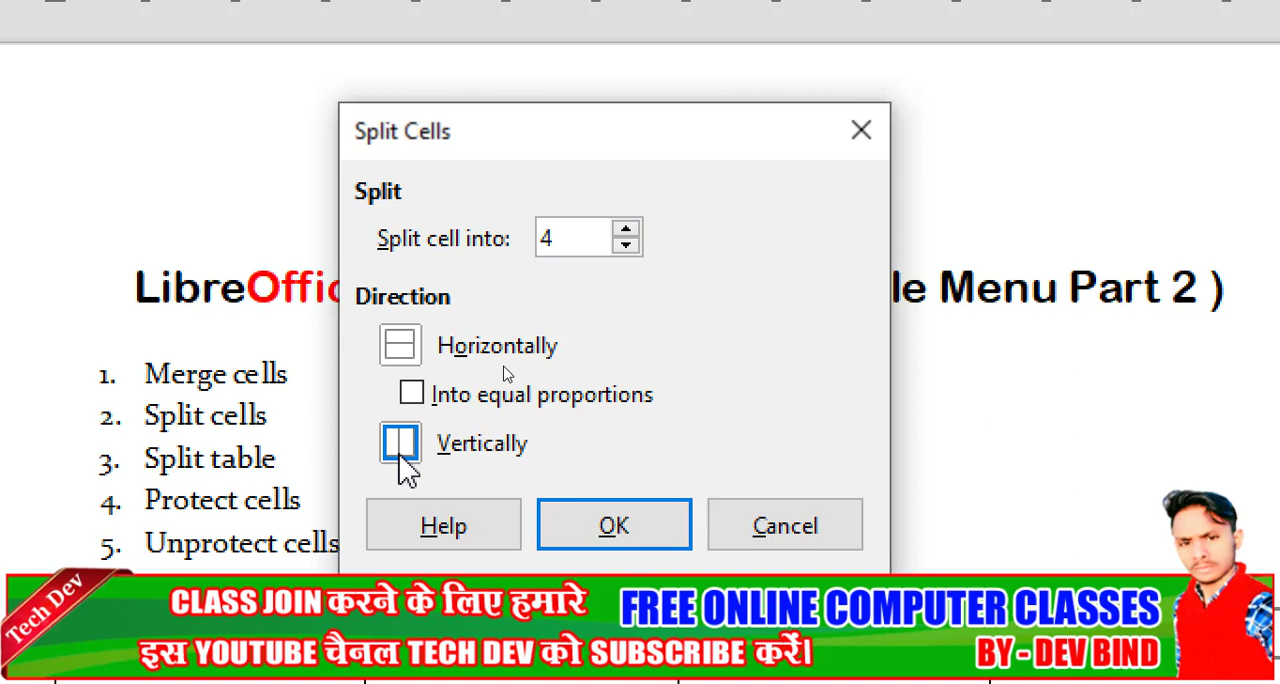 Split Cells
Split
Split cell into: 4
LibreOffic le Menu Part 2 )
Direction
Horizontally
1. Merge cells
Into equal proportions
2. Split cells
Vertically
3. Split table
4. Protect cells
Help OK Cancel
5. Unprotect cells
Tech Dev
CLASS JOIN करने के लिए हमारे
इस YOUTUBE चैनल TECH DEV को SUBSCRIBE करें।
FREE ONLINE COMPUTER CLASSES
BY - DEV BIND